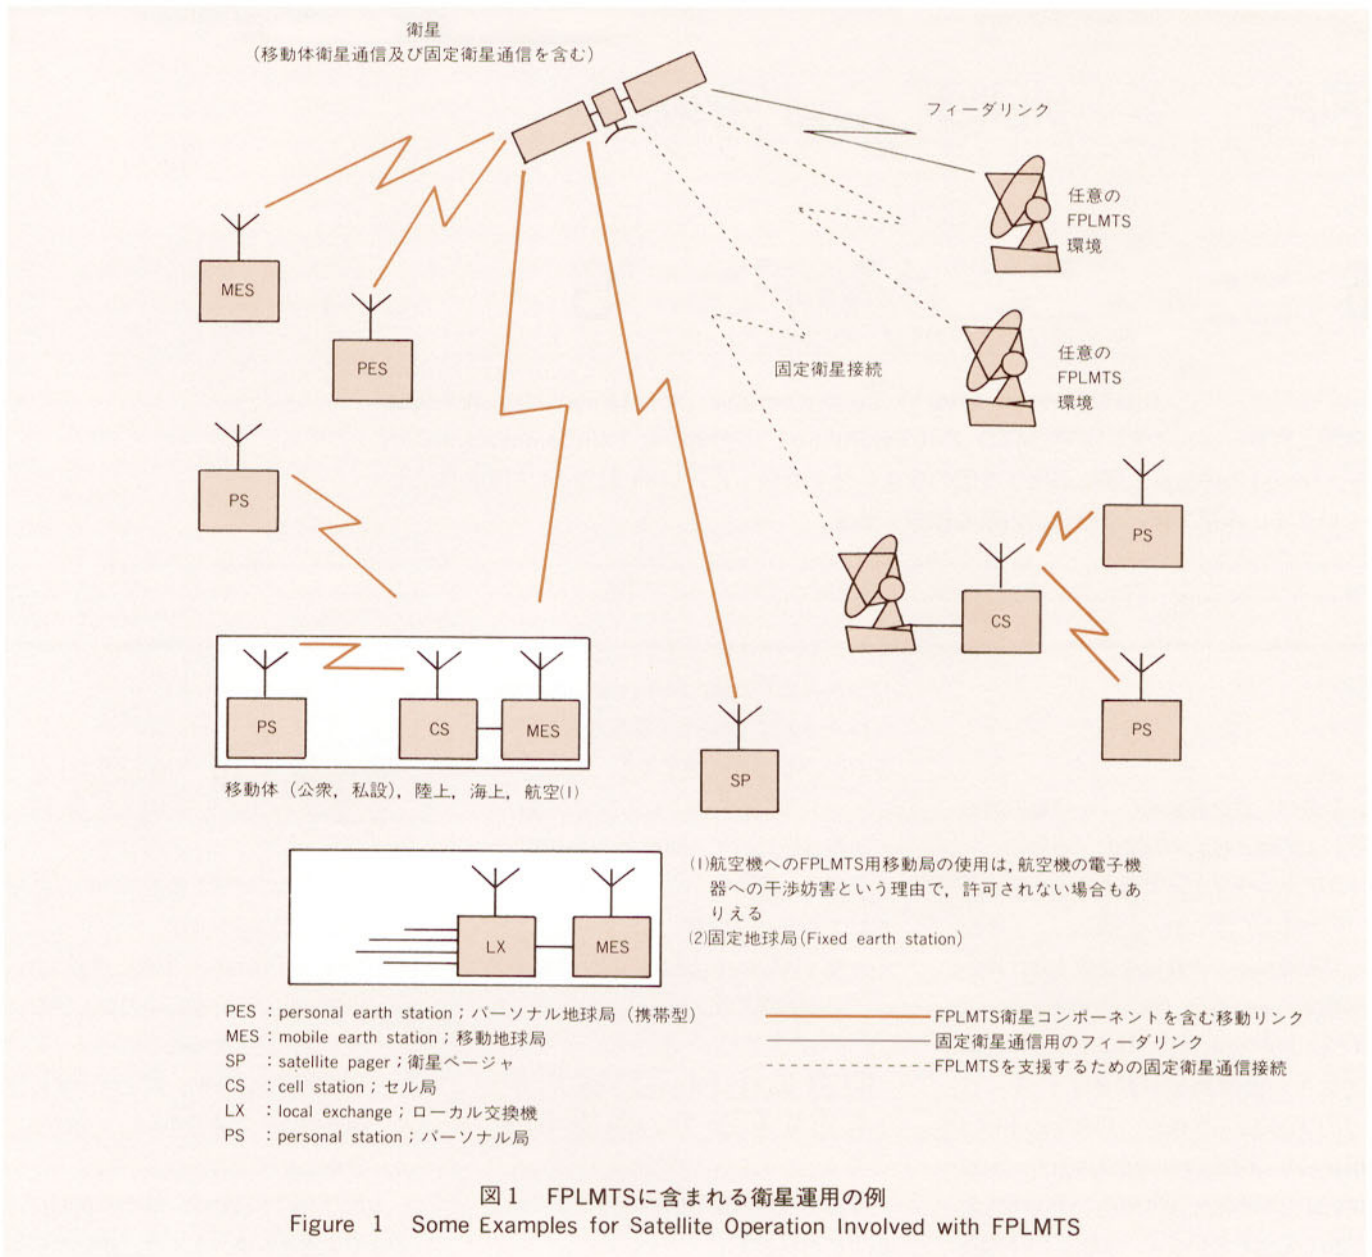 衛星
（移動体衛星通信及び固定衛星通信を含む）
フィーダリンク
任意の
FPLMTS
環境
MES
PES
固定衛星接続
任意の
FPLMTS
環境
PS
PS
CS
PS
PS
CS
MES
SP
移動体（公衆，私設），陸上，海上，航空(1)
(1)航空機へのFPLMTS用移動局の使用は，航空機の電子機
器への干渉妨害という理由で，許可されない場合もあ
りえる
(2)固定地球局(Fixed earth station)
LX
MES
PES：personal earth station；パーソナル地球局（携帯型）
MES：mobile earth station；移動地球局
SP：satellite pager；衛星ページャ
CS：cell station；セル局
LX：local exchange；ローカル交換機
PS：personal station；パーソナル局
FPLMTS衛星コンポーネントを含む移動リンク
固定衛星通信用のフィーダリンク
FPLMTSを支援するための固定衛星通信接続
図1　FPLMTSに含まれる衛星運用の例
Figure 1　Some Examples for Satellite Operation Involved with FPLMTS